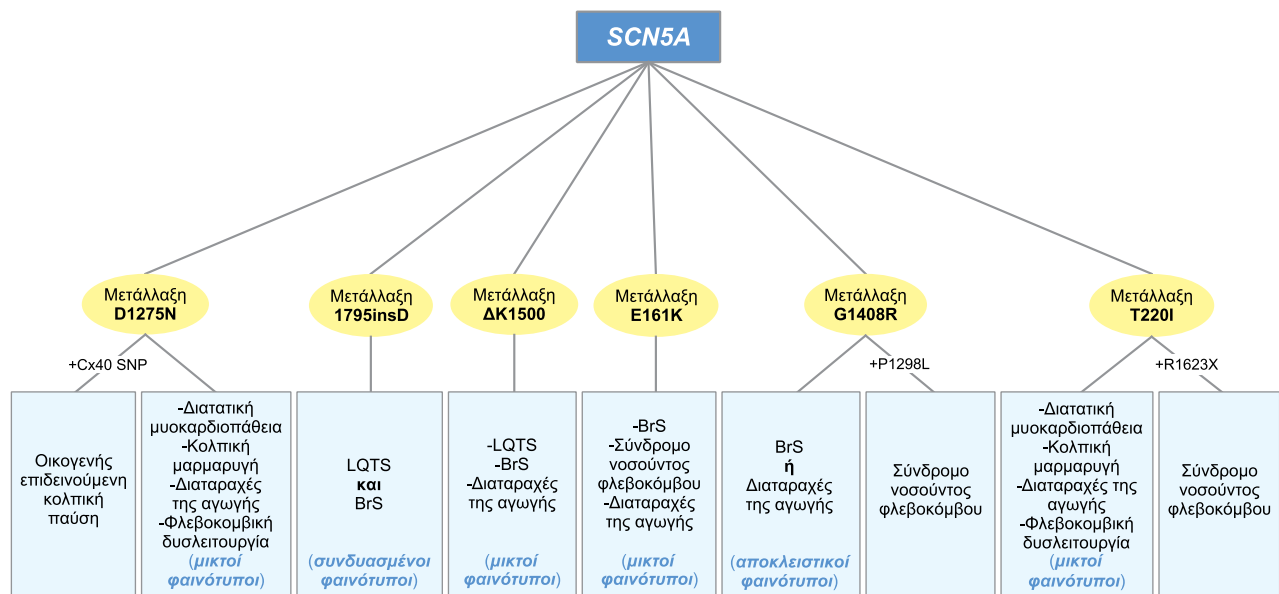 SCN5A
Μετάλλαξη
D1275N
Μετάλλαξη
1795insD
Μετάλλαξη
ΔK1500
Μετάλλαξη
E161K
Μετάλλαξη
G1408R
Μετάλλαξη
T220I
+Cx40 SNP
+P1298L
+R1623X
Οικογενής
επιδεινούμενη
κολπική
παύση
-Διατατική
μυοκαρδιοπάθεια
-Κολπική
μαρμαρυγή
-Διαταραχές
της αγωγής
-Φλεβοκομβική
δυσλειτουργία
(μικτοί
φαινότυποι)
LQTS
και
BrS
(συνδυασμένοι
φαινότυποι)
-LQTS
-BrS
-Διαταραχές
της αγωγής
(μικτοί
φαινότυποι)
-BrS
-Σύνδρομο
νοσούντος
φλεβοκόμβου
-Διαταραχές
της αγωγής
(μικτοί
φαινότυποι)
BrS
ή
Διαταραχές
της αγωγής
(αποκλειστικοί
φαινότυποι)
Σύνδρομο
νοσούντος
φλεβοκόμβου
-Διατατική
μυοκαρδιοπάθεια
-Κολπική
μαρμαρυγή
-Διαταραχές της
αγωγής
-Φλεβοκομβική
δυσλειτουργία
(μικτοί
φαινότυποι)
Σύνδρομο
νοσούντος
φλεβοκόμβου